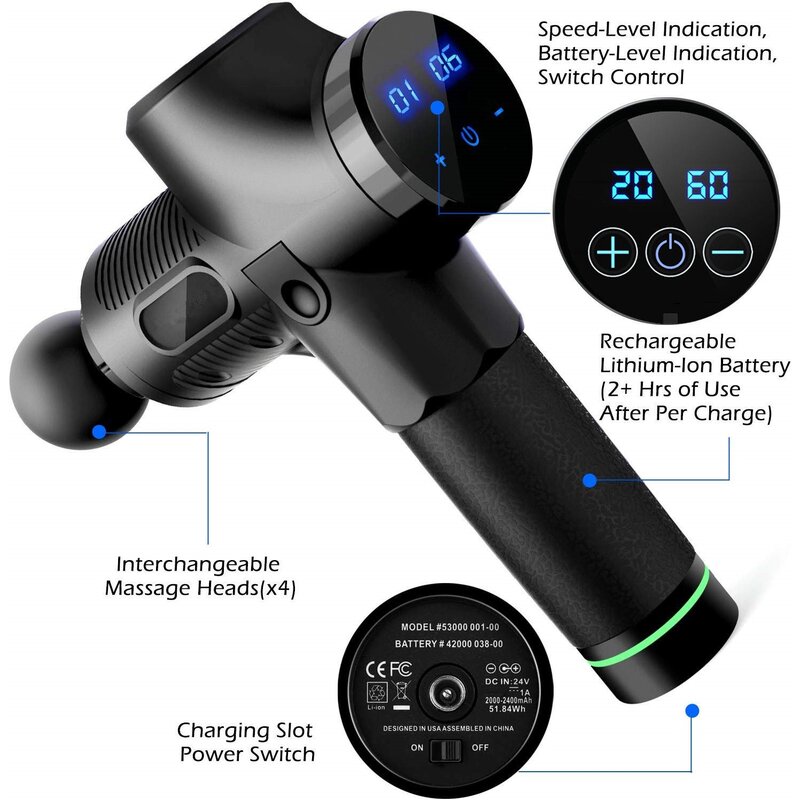 Speed-Level Indication,
Battery-Level Indication,
Switch Control
01 06
-
+
20 60
+ -
Rechargeable
Lithium-Ion Battery
(2+ Hrs of Use
After Per Charge)
Interchangeable
Massage Heads(x4)
MODEL #53000 001-00
BATTERY # 42000 038-00
CE FC
DC IN:24V
1A
2000-2400mAh
51.84Wh
Li-ion
DESIGNED IN USA ASSEMBLED IN CHINA
ON OFF
Charging Slot
Power Switch